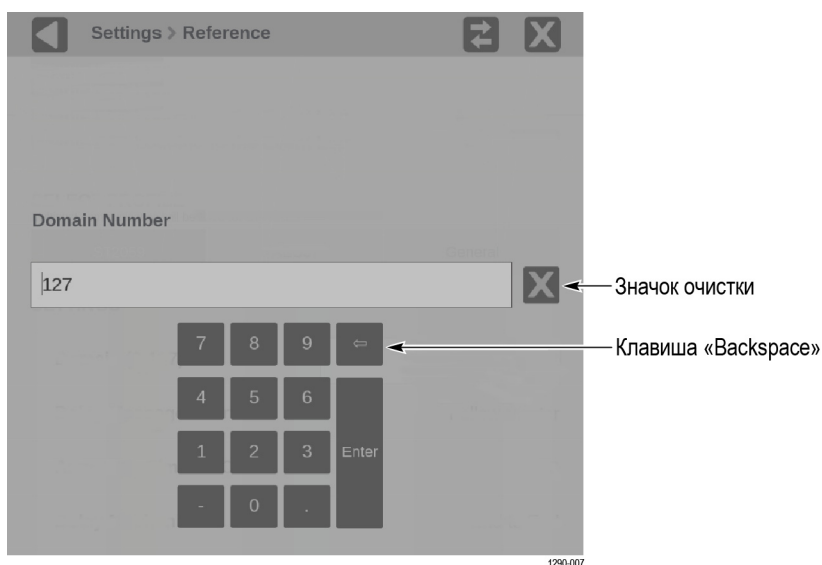 Settings > Reference
Domain Number
127
Значок очистки
7 8 9 ⇦
Клавиша «Backspace»
4 5 6
1 2 3 Enter
- 0 .
1290-007